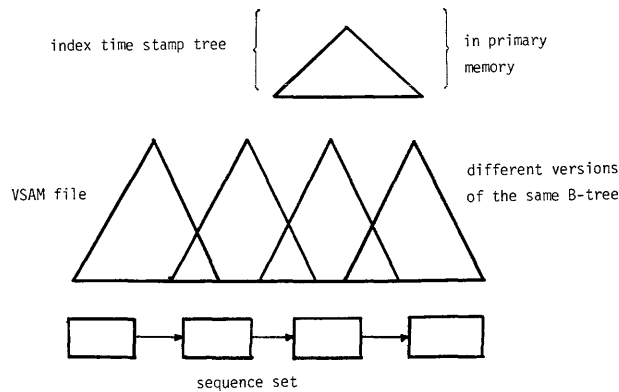 index time stamp tree
in primary
memory
VSAM file
different versions
of the same B-tree
sequence set